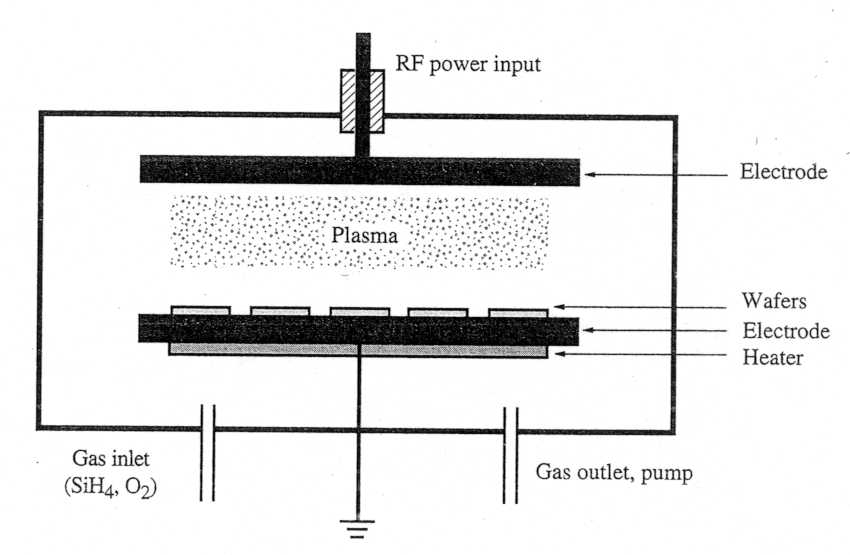 RF power input
Electrode
Plasma
Wafers
Electrode
Heater
Gas inlet
(SiH4, O2)
Gas outlet, pump